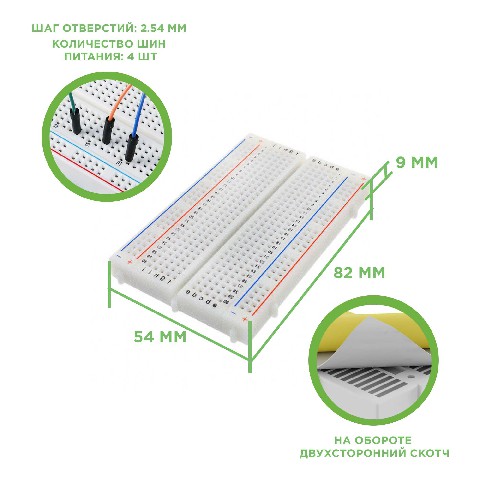 ШАГ ОТВЕРСТИЙ: 2.54 ММ
КОЛИЧЕСТВО ШИН
ПИТАНИЯ: 4 ШТ
9 ММ
82 ММ
54 ММ
НА ОБОРОТЕ
ДВУХСТОРОННИЙ СКОТЧ